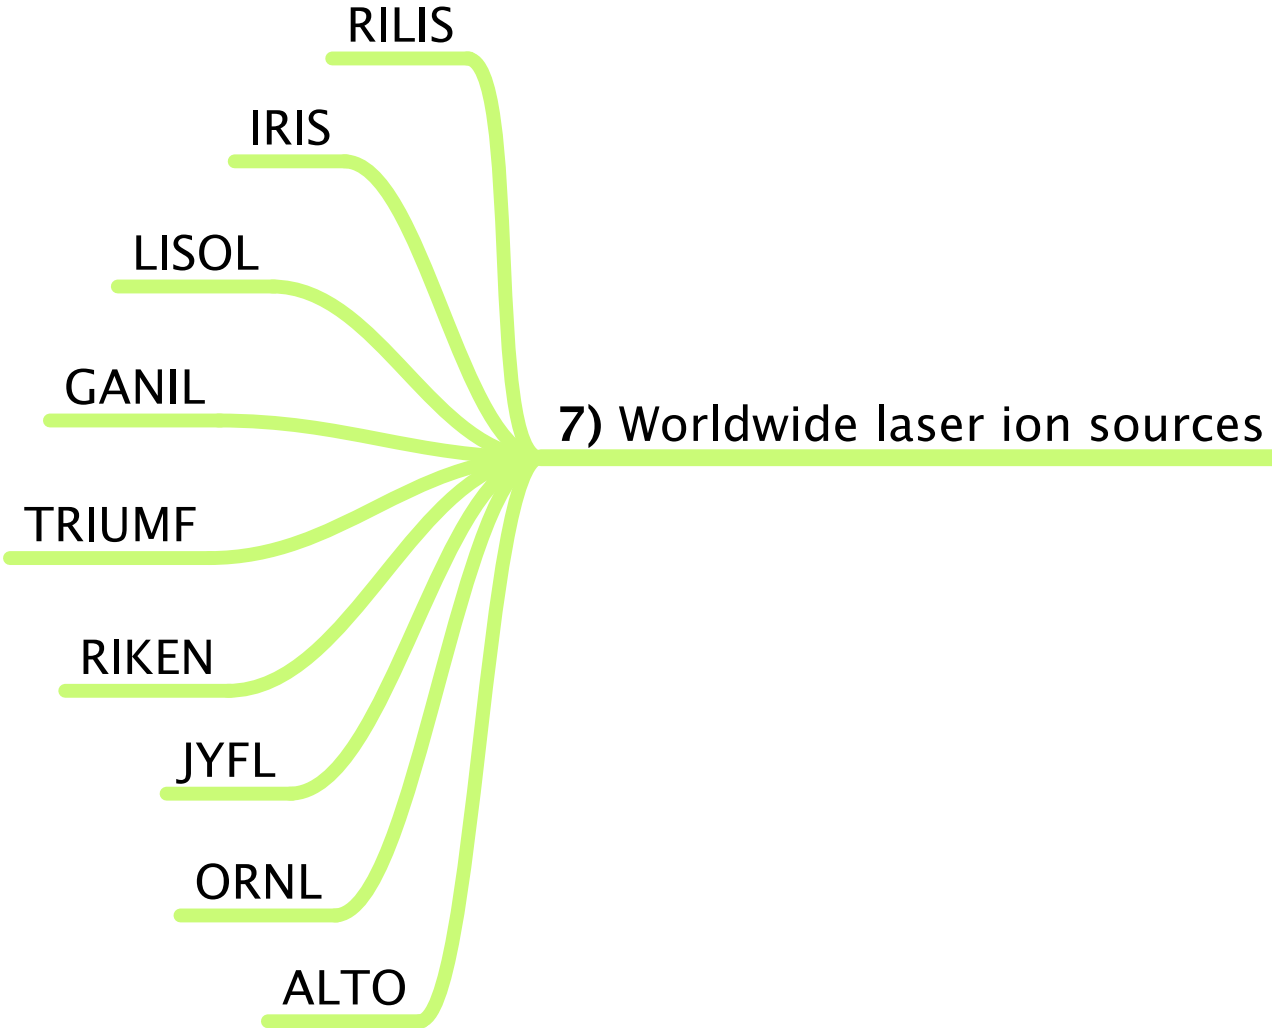 RILIS
IRIS
LISOL
GANIL
7) Worldwide laser ion sources
TRIUMF
RIKEN
JYFL
ORNL
ALTO